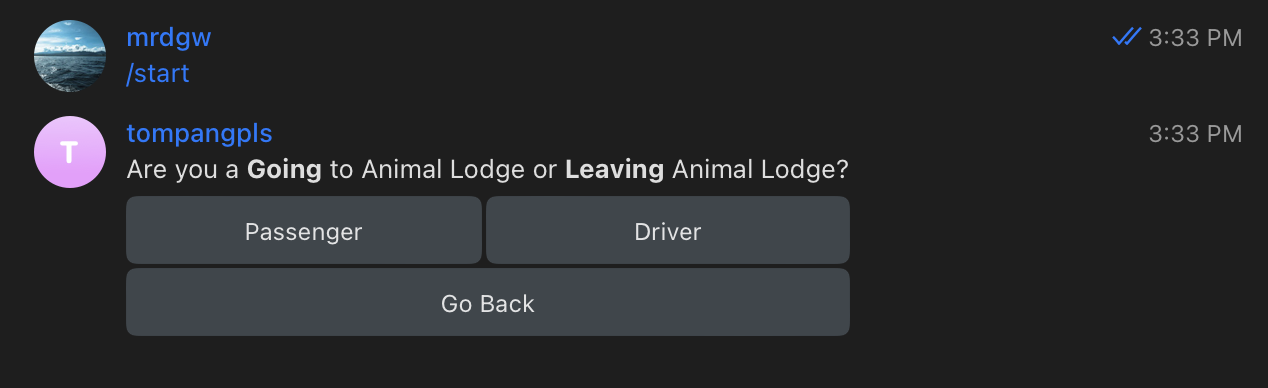 mrdgw
3:33 PM
/start
T
tompangpls
3:33 PM
Are you a Going to Animal Lodge or Leaving Animal Lodge?
Passenger
Driver
Go Back